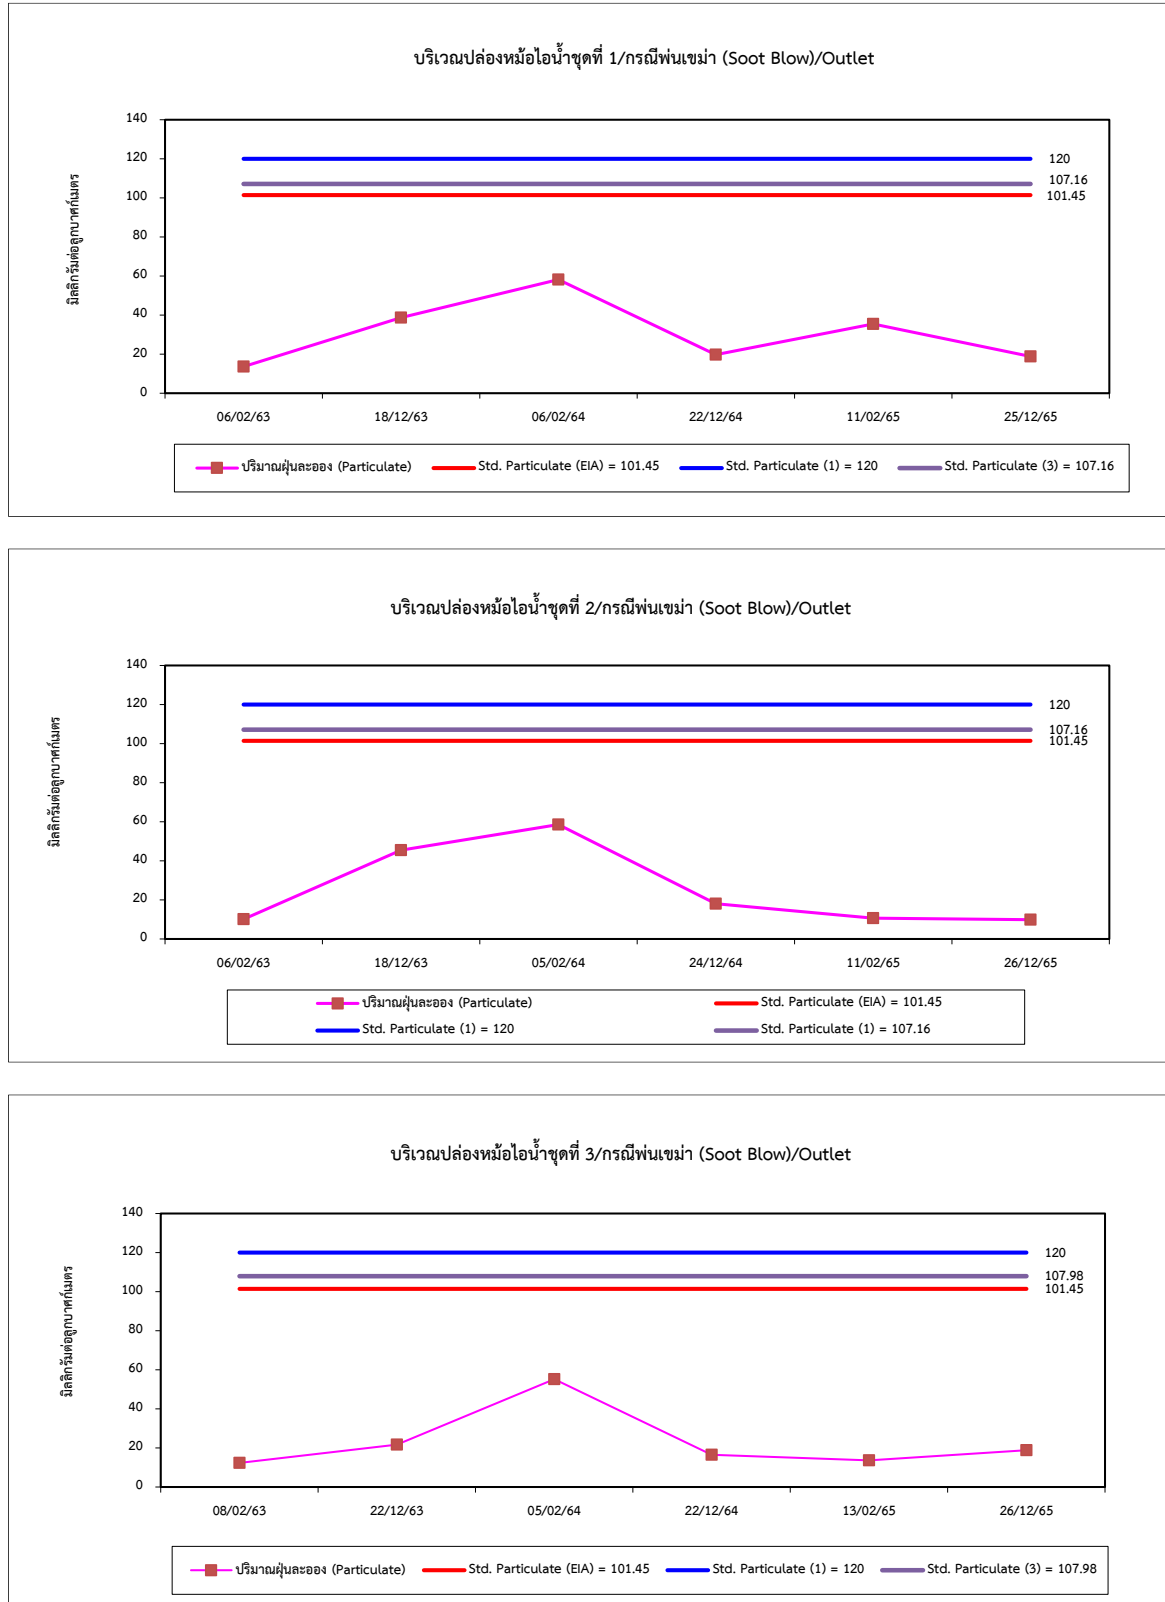 บริเวณปล่องหม้อไอน้ำชุดที่ 1/กรณีพ่นเขม่า (Soot Blow)/Outlet
มิลลิกรัมต่อลูกบาศก์เมตร
140
120
100
80
60
40
20
0
120
107.16
101.45
06/02/63 18/12/63 06/02/64 22/12/64 11/02/65 25/12/65
ปริมาณฝุ่นละออง (Particulate) Std. Particulate (EIA) = 101.45 Std. Particulate (1) = 120 Std. Particulate (3) = 107.16
บริเวณปล่องหม้อไอน้ำชุดที่ 2/กรณีพ่นเขม่า (Soot Blow)/Outlet
มิลลิกรัมต่อลูกบาศก์เมตร
140
120
100
80
60
40
20
0
120
107.16
101.45
06/02/63 18/12/63 05/02/64 24/12/64 11/02/65 26/12/65
ปริมาณฝุ่นละออง (Particulate) Std. Particulate (EIA) = 101.45
Std. Particulate (1) = 120 Std. Particulate (1) = 107.16
บริเวณปล่องหม้อไอน้ำชุดที่ 3/กรณีพ่นเขม่า (Soot Blow)/Outlet
มิลลิกรัมต่อลูกบาศก์เมตร
140
120
100
80
60
40
20
0
120
107.98
101.45
08/02/63 22/12/63 05/02/64 22/12/64 13/02/65 26/12/65
ปริมาณฝุ่นละออง (Particulate) Std. Particulate (EIA) = 101.45 Std. Particulate (1) = 120 Std. Particulate (3) = 107.98